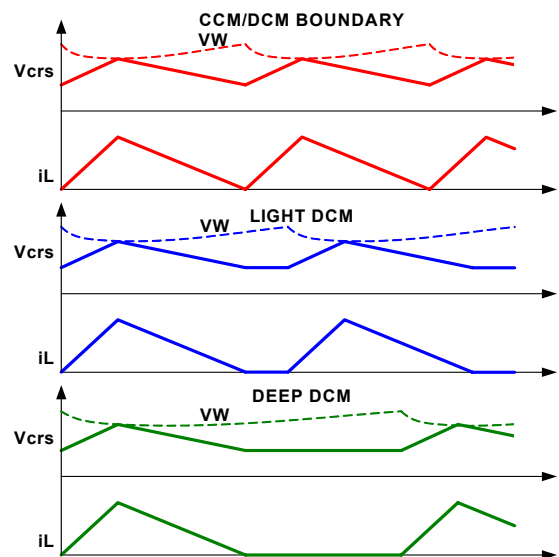 CCM/DCM BOUNDARY
VW
Vcrs
iL
LIGHT DCM
VW
Vcrs
iL
DEEP DCM
VW
Vcrs
iL